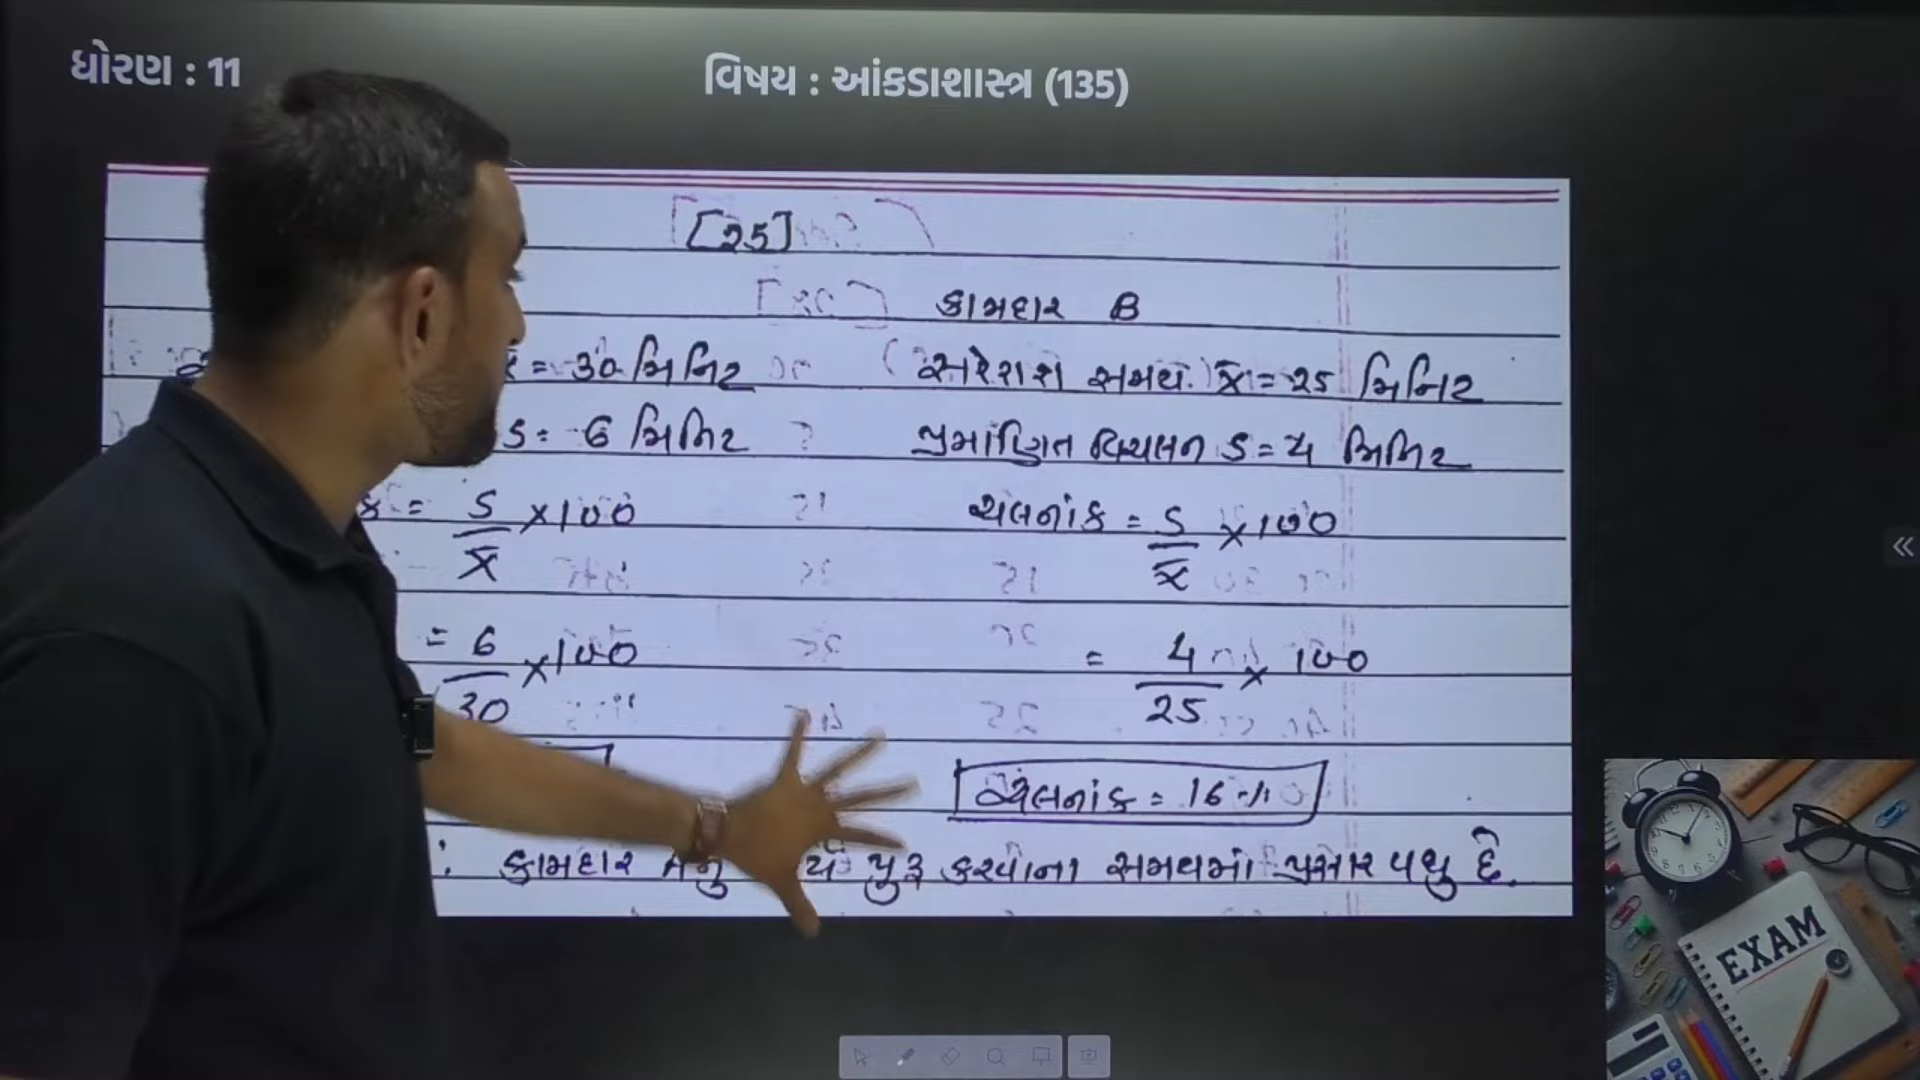 ધોરણ : 11
વિષય : આંકડાશાસ્ત્ર (135)
[25]
કામદાર B
= 30 મિનિટ
(સરેરાશ સમય) x̄ = 25 મિનિટ
S = 6 મિનિટ
પ્રમાણિત વિચલન S = 4 મિનિટ
= S/x̄ × 100
ચલનાંક = S/x̄ × 100
= 6/30 × 100
= 4/25 × 100
ચલનાંક = 16 %
: કામદાર પુરૂ કરવાના સમયમાં પ્રસાર વધુ છે.
EXAM